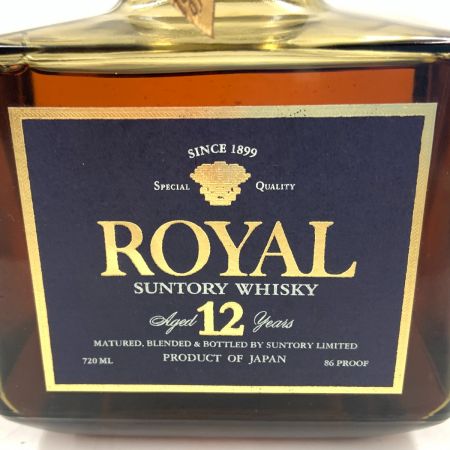 SINCE 1899
SPECIAL QUALITY
ROYAL
SUNTORY WHISKY
Aged 12 Years
MATURED, BLENDED & BOTTLED BY SUNTORY LIMITED
720 ML PRODUCT OF JAPAN 86 PROOF